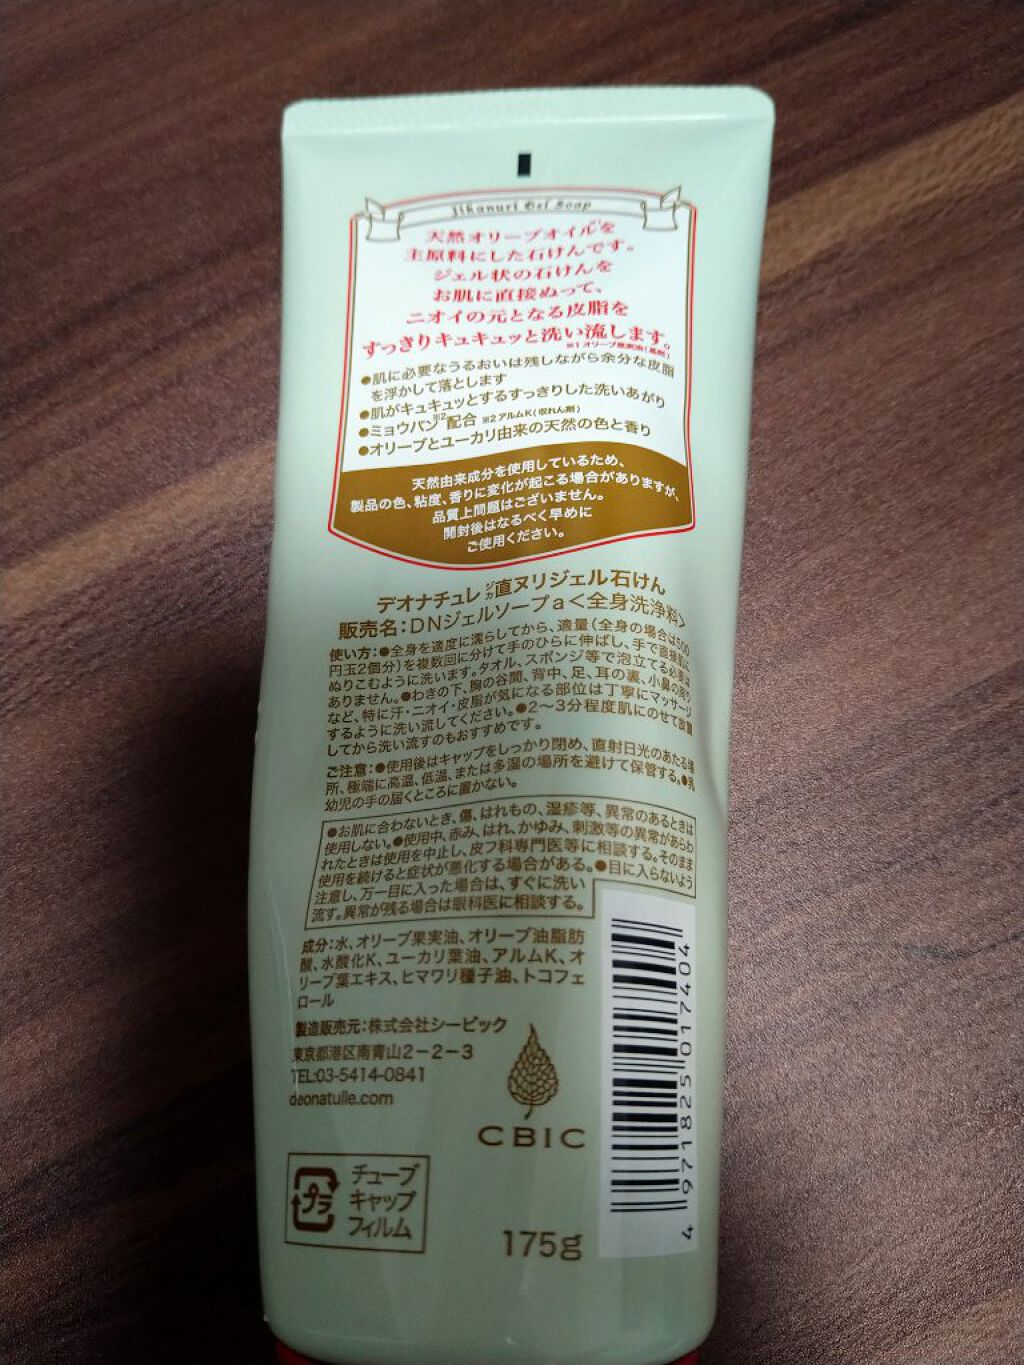 Jikanuri Gel Soap
天然オリーブオイル※1を
主原料にした石けんです。
ジェル状の石けんを
お肌に直接ぬって、
ニオイの元となる皮脂を
すっきりキュキュッと洗い流します。
※1 オリーブ果実油(基剤)
●肌に必要なうるおいは残しながら余分な皮脂
を浮かして落とします
●肌がキュキュッとするすっきりした洗いあがり
●ミョウバン※2配合 ※2 アルムK(収れん剤)
●オリーブとユーカリ由来の天然の色と香り
天然由来成分を使用しているため、
製品の色、粘度、香りに変化が起こる場合がありますが、
品質上問題はございません。
開封後はなるべく早めに
ご使用ください。
デオナチュレ 直ヌリジェル石けん
ジカ
販売名:DNジェルソープa<全身洗浄料>
使い方:●全身を適度に濡らしてから、適量(全身の場合は500
円玉2個分)を複数回に分けて手のひらに伸ばし、手で直接肌に
ぬりこむように洗います。タオル、スポンジ等で泡立てる必要は
ありません。●わきの下、胸の谷間、背中、足、耳の裏、小鼻の周り
など、特に汗・ニオイ・皮脂が気になる部位は丁寧にマッサージ
するように洗い流してください。●2〜3分程度肌にのせて放置
してから洗い流すのもおすすめです。
ご注意:●使用後はキャップをしっかり閉め、直射日光のあたる場
所、極端に高温、低温、または多湿の場所を避けて保管する。●乳
幼児の手の届くところに置かない。
●お肌に合わないとき、傷、はれもの、湿疹等、異常のあるときは
使用しない。●使用中、赤み、はれ、かゆみ、刺激等の異常があらわ
れたときは使用を中止し、皮フ科専門医等に相談する。そのまま
使用を続けると症状が悪化する場合がある。●目に入らないよう
注意し、万一目に入った場合は、すぐに洗い
流す。異常が残る場合は眼科医に相談する。
成分:水、オリーブ果実油、オリーブ油脂肪
酸、水酸化K、ユーカリ葉油、アルムK、オ
リーブ葉エキス、ヒマワリ種子油、トコフェ
ロール
製造販売元:株式会社シービック
東京都港区南青山2-2-3
TEL:03-5414-0841
deonatulle.com
CBIC
プラ
チューブ
キャップ
フィルム
175g
4 971825 017404